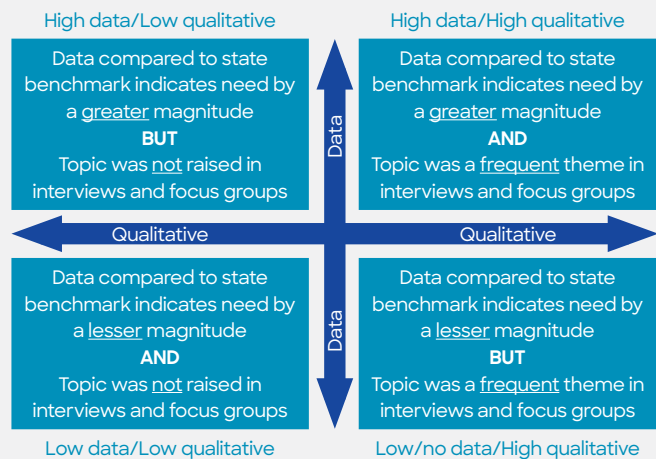 High data/Low qualitative
Data compared to state
benchmark indicates need by
a greater magnitude
BUT
Topic was not raised in
interviews and focus groups
High data/High qualitative
Data compared to state
benchmark indicates need by
a greater magnitude
AND
Topic was a frequent theme in
interviews and focus groups
Data
Qualitative
Qualitative
Data
Data compared to state
benchmark indicates need by
a lesser magnitude
AND
Topic was not raised in
interviews and focus groups
Low data/Low qualitative
Data compared to state
benchmark indicates need by
a lesser magnitude
BUT
Topic was a frequent theme in
interviews and focus groups
Low/no data/High qualitative